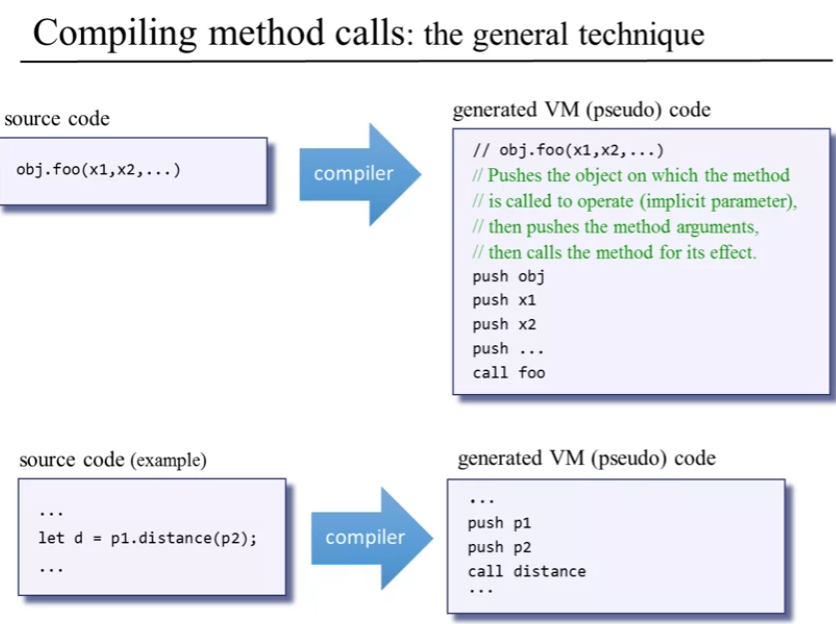 Compiling method calls: the general technique
source code
obj.foo(x1,x2,...)
compiler
generated VM (pseudo) code
// obj.foo(x1,x2,...)
// Pushes the object on which the method
// is called to operate (implicit parameter),
// then pushes the method arguments,
// then calls the method for its effect.
push obj
push x1
push x2
push ...
call foo
source code (example)
...
let d = p1.distance(p2);
...
compiler
generated VM (pseudo) code
...
push p1
push p2
call distance
...